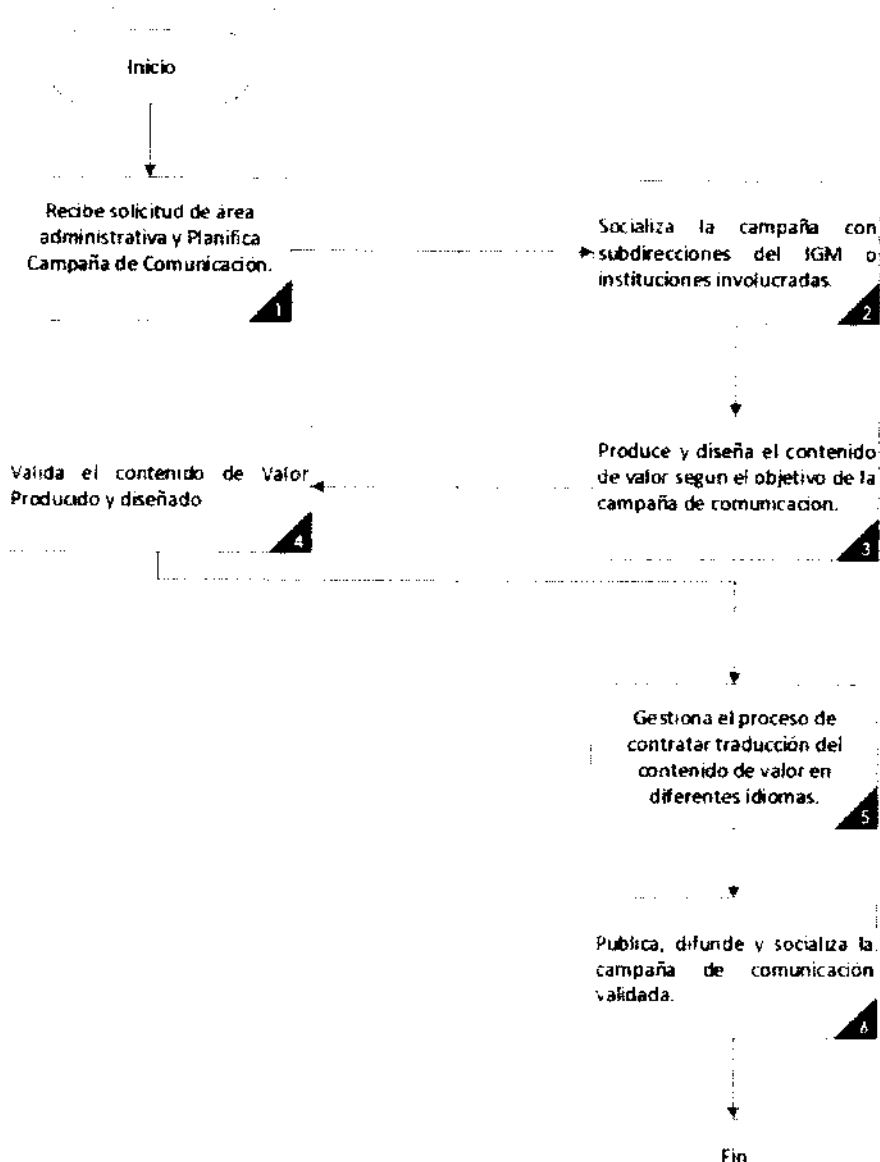 Inicio
Recibe solicitud de área
administrativa y Planifica
Campaña de Comunicación.
1
Socializa la campaña con
subdirecciones del IGM o
instituciones involucradas.
2
Produce y diseña el contenido
de valor segun el objetivo de la
campaña de comunicacion.
3
Valida el contenido de Valor
Producido y diseñado
4
Gestiona el proceso de
contratar traducción del
contenido de valor en
diferentes idiomas.
5
Publica, difunde y socializa la
campaña de comunicación
validada.
6
Fin